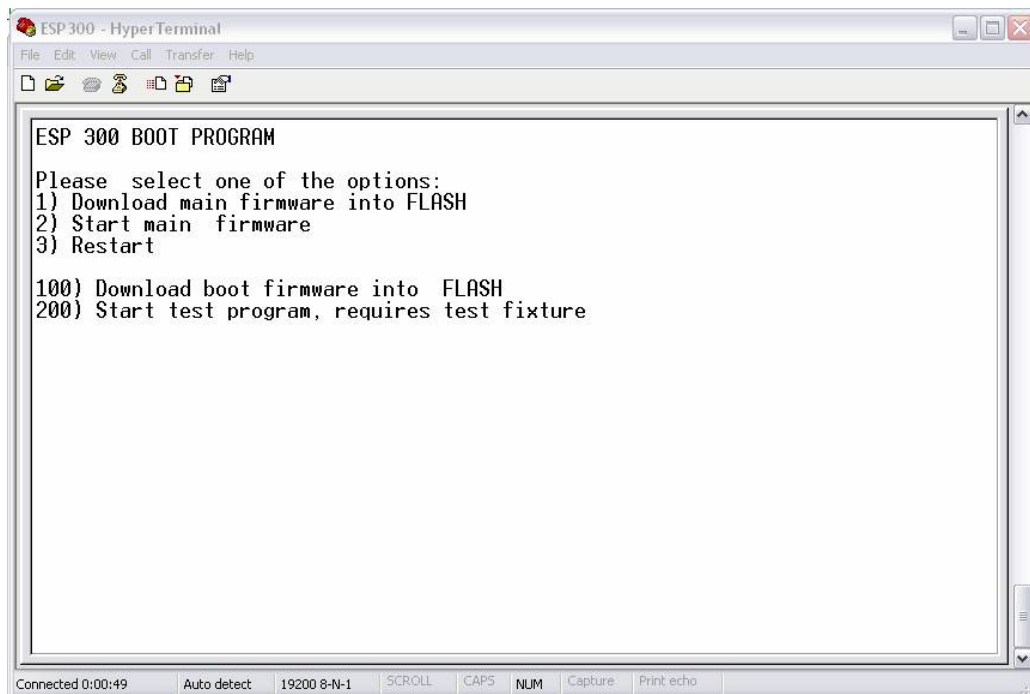 ESP300 - HyperTerminal
File Edit View Call Transfer Help
ESP 300 BOOT PROGRAM
Please  select one of the options:
1) Download main firmware into FLASH
2) Start main  firmware
3) Restart
100) Download boot firmware into  FLASH
200) Start test program, requires test fixture
Connected 0:00:49 Auto detect 19200 8-N-1 SCROLL CAPS NUM Capture Print echo